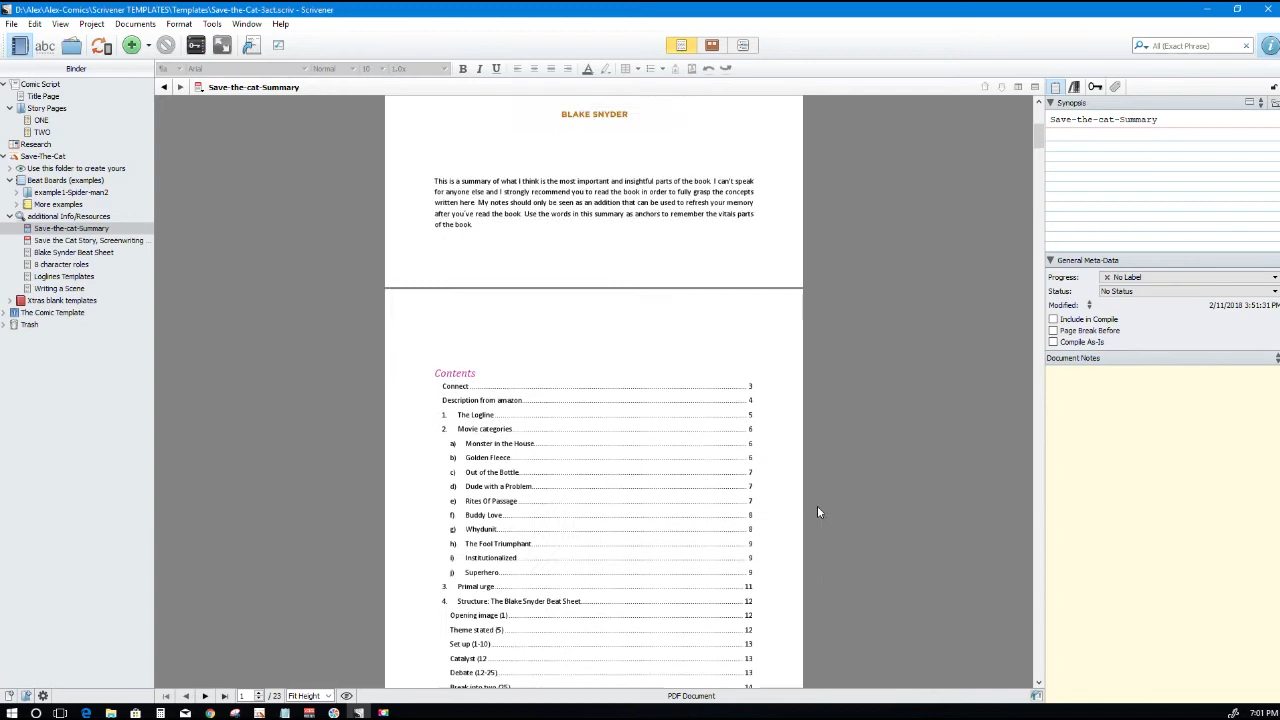 D:\Alex\Alex-Comics\Scrivener TEMPLATES\Templates\Save-the-Cat-3act.scriv - Scrivener
File Edit View Project Documents Format Tools Window Help
abc
All (Exact Phrase)
Binder
Arial Normal 10 1.0x
B I U A
Comic Script
Title Page
Story Pages
ONE
TWO
Research
Save-The-Cat
Use this folder to create yours
Beat Boards (examples)
example1-Spider-man2
More examples
additional Info/Resources
Save-the-cat-Summary
Save the Cat Story, Screenwriting ...
Blake Synder Beat Sheet
8 character roles
Loglines Templates
Writing a Scene
Xtras blank templates
The Comic Template
Trash
Save-the-cat-Summary
BLAKE SNYDER
This is a summary of what I think is the most important and insightful parts of the book. I can't speak
for anyone else and I strongly recommend you to read the book in order to fully grasp the concepts
written here. My notes should only be seen as an addition that can be used to refresh your memory
after you've read the book. Use the words in this summary as anchors to remember the vitals parts
of the book.
Contents
Connect 3
Description from amazon 4
1. The Logline 5
2. Movie categories 6
a) Monster in the House 6
b) Golden Fleece 6
c) Out of the Bottle 7
d) Dude with a Problem 7
e) Rites Of Passage 7
f) Buddy Love 8
g) Whydunit 8
h) The Fool Triumphant 9
i) Institutionalized 9
j) Superhero 9
3. Primal urge 11
4. Structure: The Blake Snyder Beat Sheet 12
Opening image (1) 12
Theme stated (5) 12
Set up (1-10) 13
Catalyst (12 13
Debate (12-25) 13
Break into two (25) 14
1 / 23 Fit Height
PDF Document
Synopsis
Save-the-cat-Summary
General Meta-Data
Progress: No Label
Status: No Status
Modified: 2/11/2018 3:51:31 PM
Include in Compile
Page Break Before
Compile As-Is
Document Notes
7:01 PM